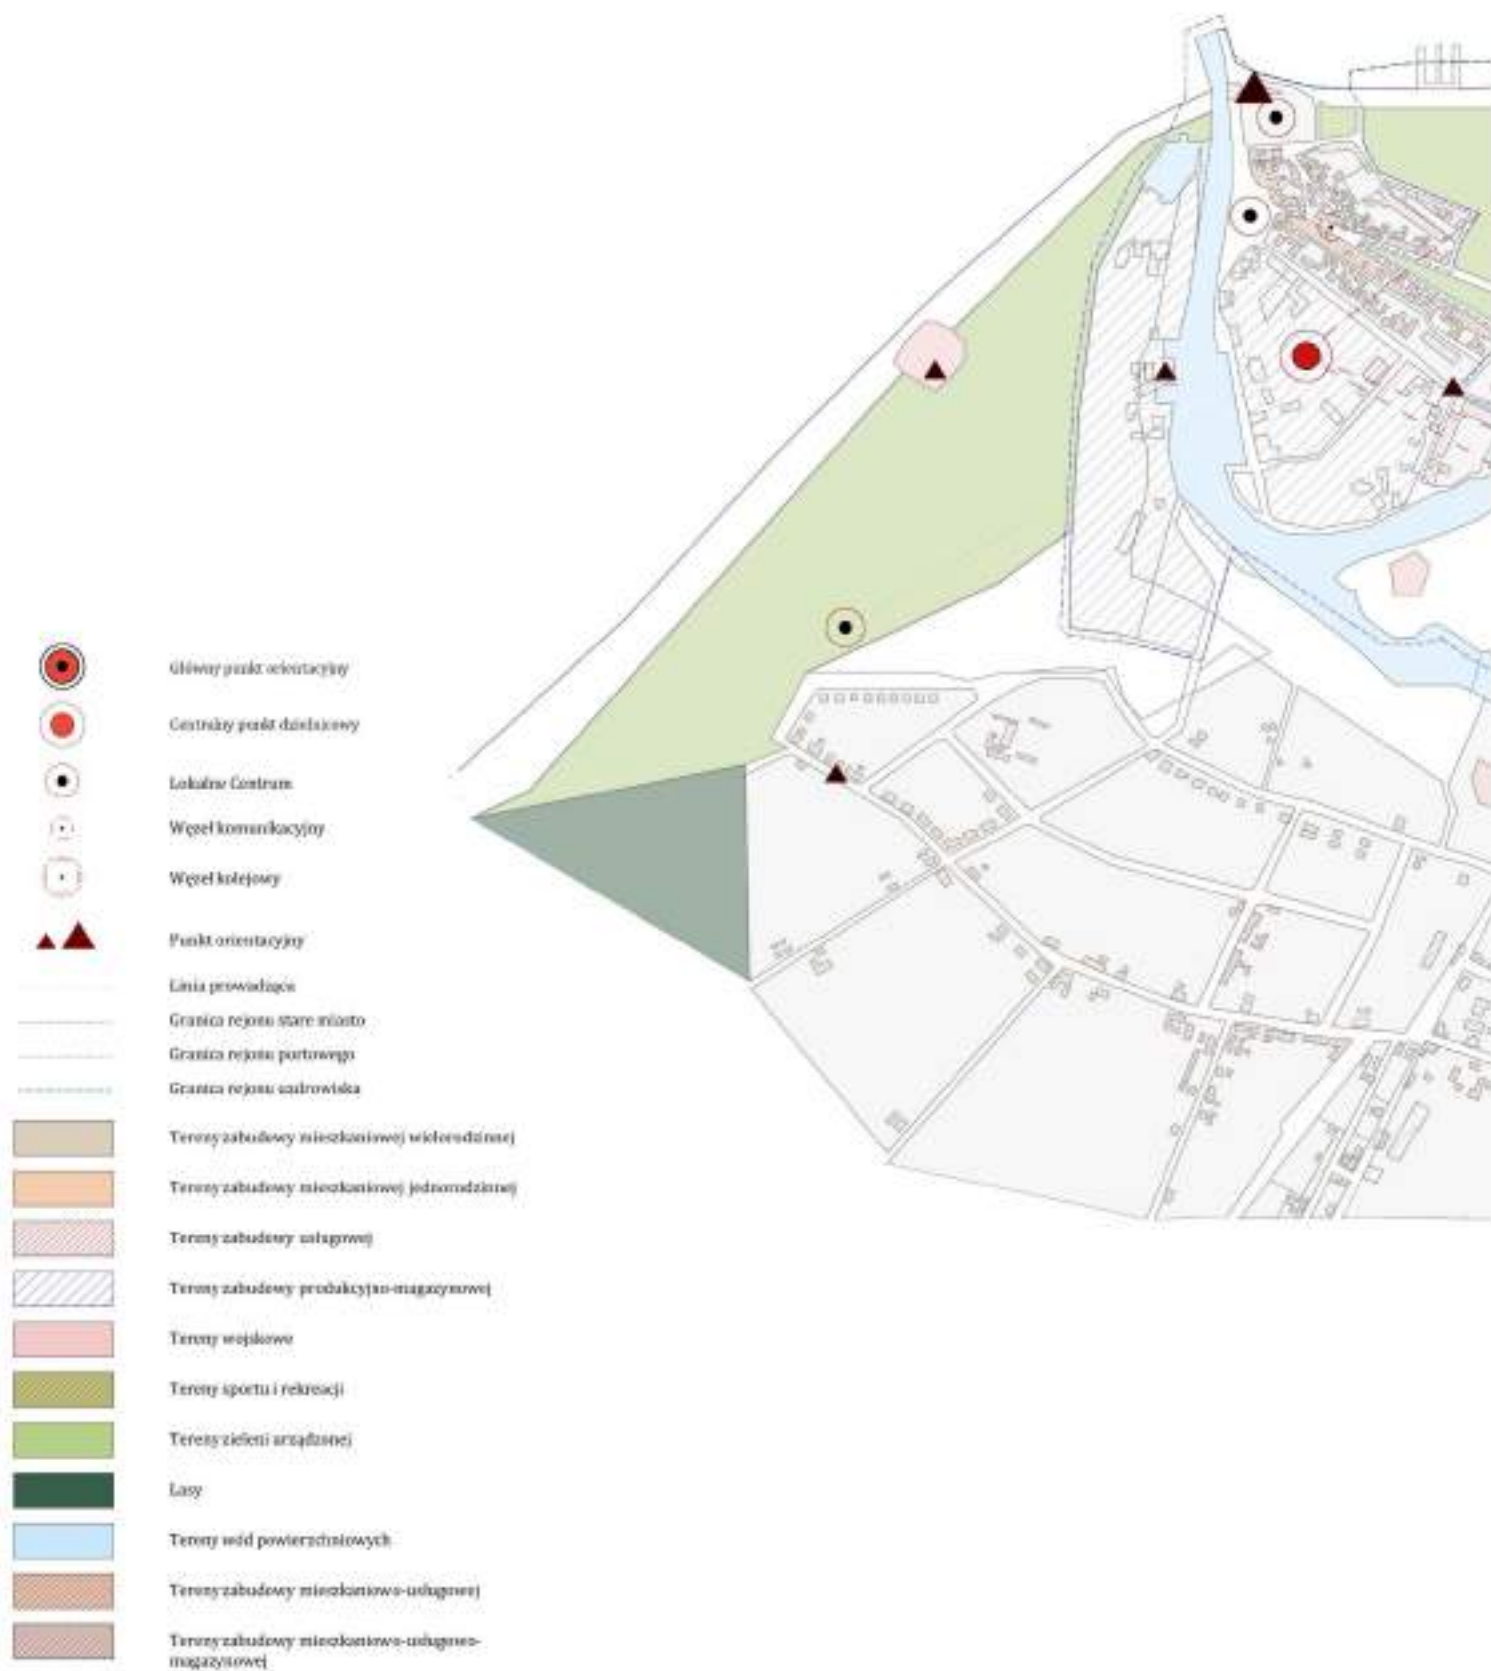 Główny punkt orientacyjny
Centralny punkt dzielnicowy
Lokalne Centrum
Węzeł komunikacyjny
Węzeł kolejowy
Punkt orientacyjny
Linia prowadząca
Granica rejonu stare miasto
Granica rejonu portowego
Granica rejonu uzdrowiska
Tereny zabudowy mieszkaniowej wielorodzinnej
Tereny zabudowy mieszkaniowej jednorodzinnej
Tereny zabudowy usługowej
Tereny zabudowy produkcyjno-magazynowej
Tereny wojskowe
Tereny sportu i rekreacji
Tereny zieleni urządzonej
Lasy
Tereny wód powierzchniowych
Tereny zabudowy mieszkaniowo-usługowej
Tereny zabudowy mieszkaniowo-usługowo-
magazynowej